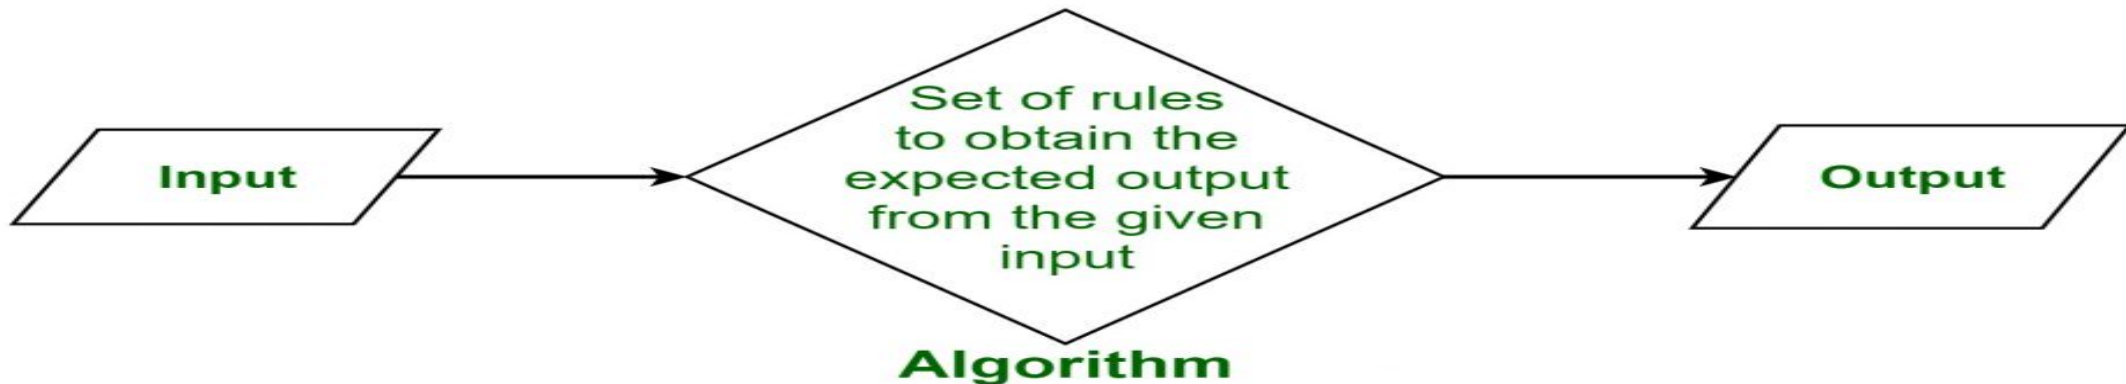 Input
Set of rules
to obtain the
expected output
from the given
input
Output
Algorithm